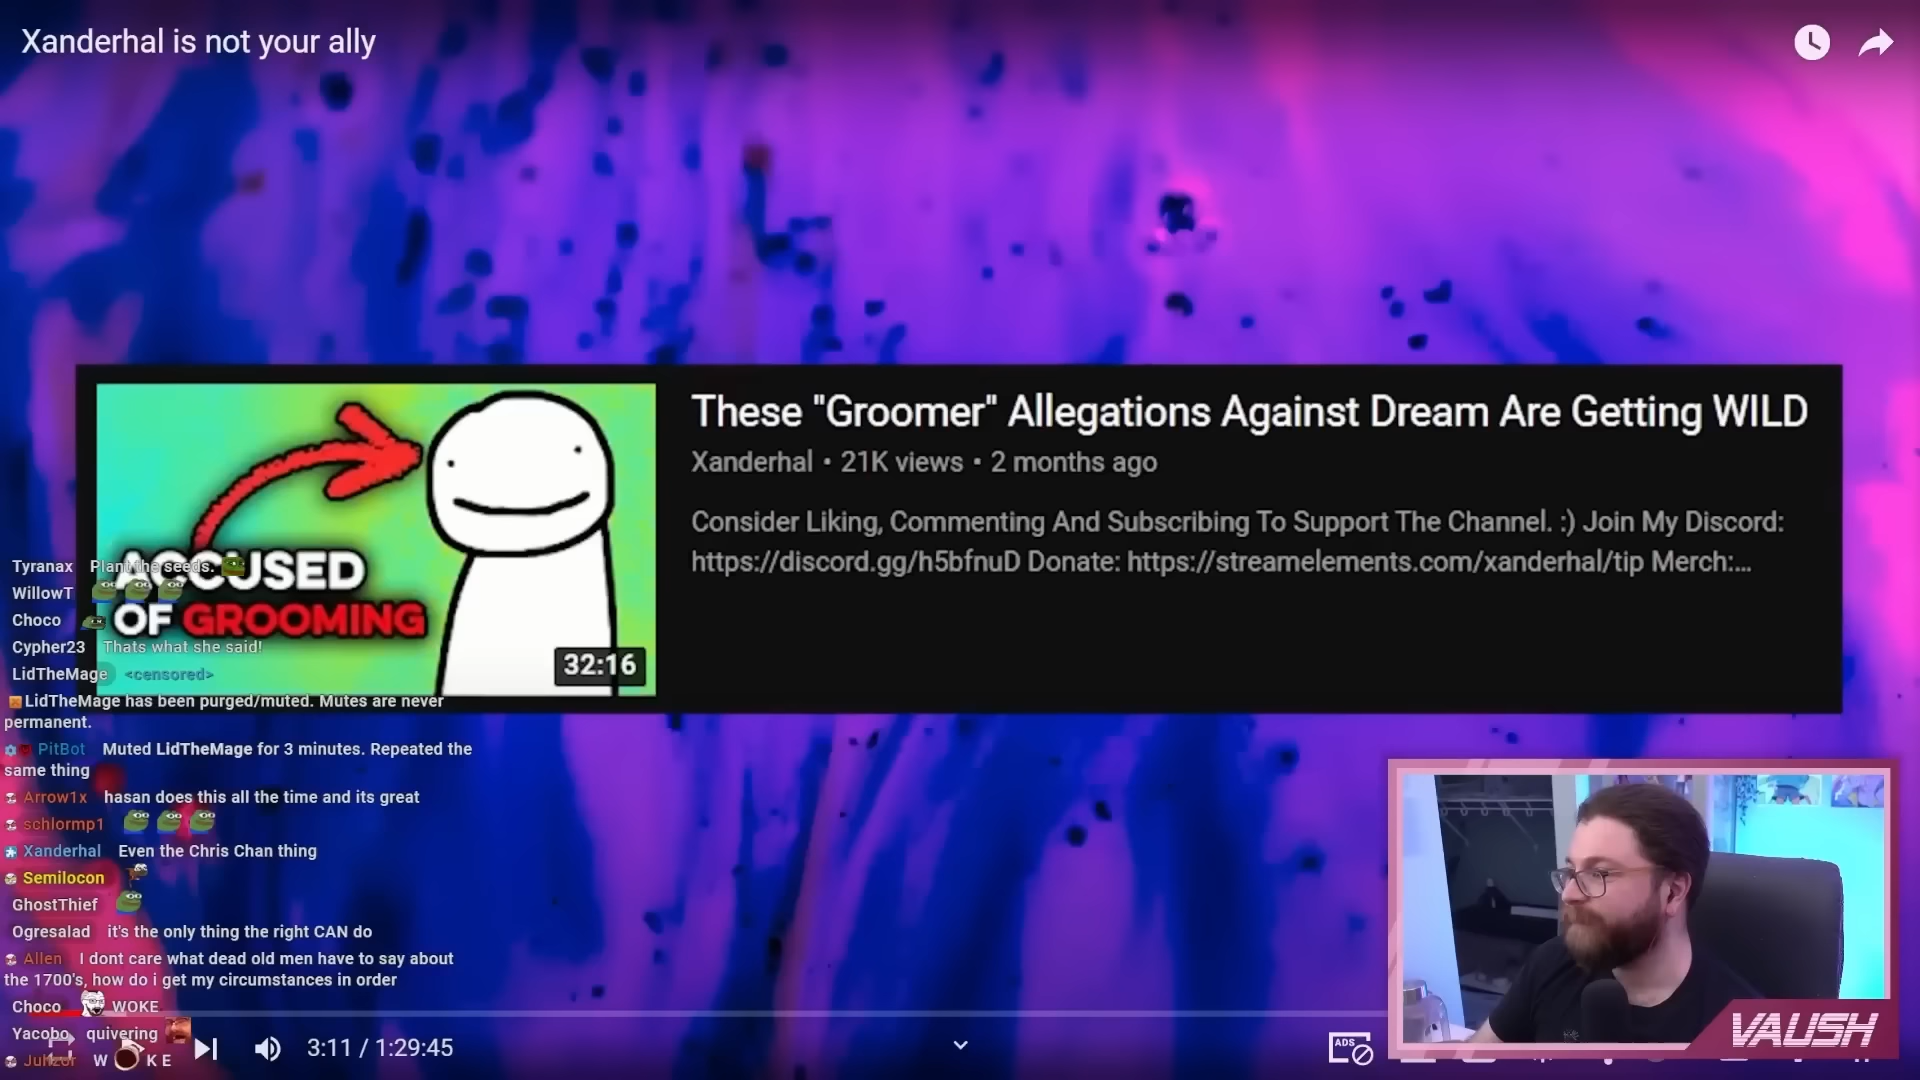 Xanderhal is not your ally
These "Groomer" Allegations Against Dream Are Getting WILD
Xanderhal • 21K views • 2 months ago
Consider Liking, Commenting And Subscribing To Support The Channel. :) Join My Discord:
https://discord.gg/h5bfnuD Donate: https://streamelements.com/xanderhal/tip Merch:...
ACCUSED
OF GROOMING
32:16
Tyranax Plant the seeds.
WillowT
Choco
Cypher23 Thats what she said!
LidTheMage <censored>
LidTheMage has been purged/muted. Mutes are never
permanent.
PitBot Muted LidTheMage for 3 minutes. Repeated the
same thing
Arrow1x hasan does this all the time and its great
schlormp1
Xanderhal Even the Chris Chan thing
Semilocon
GhostThief
Ogresalad it's the only thing the right CAN do
Allen I dont care what dead old men have to say about
the 1700's, how do i get my circumstances in order
Choco WOKE
Yacobo quivering
Juhzor W KE
3:11 / 1:29:45
ADS
VAUSH